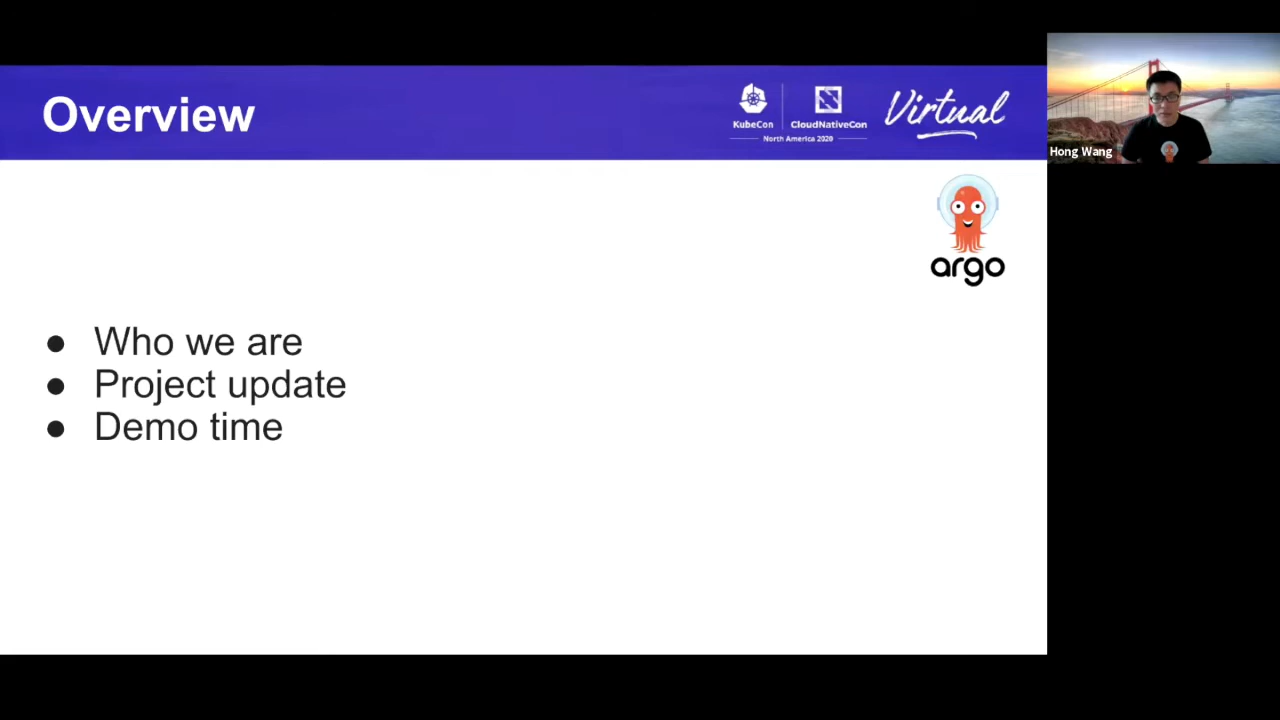 Overview
KubeCon
CloudNativeCon
North America 2020
Virtual
Hong Wang
argo
● Who we are
● Project update
● Demo time